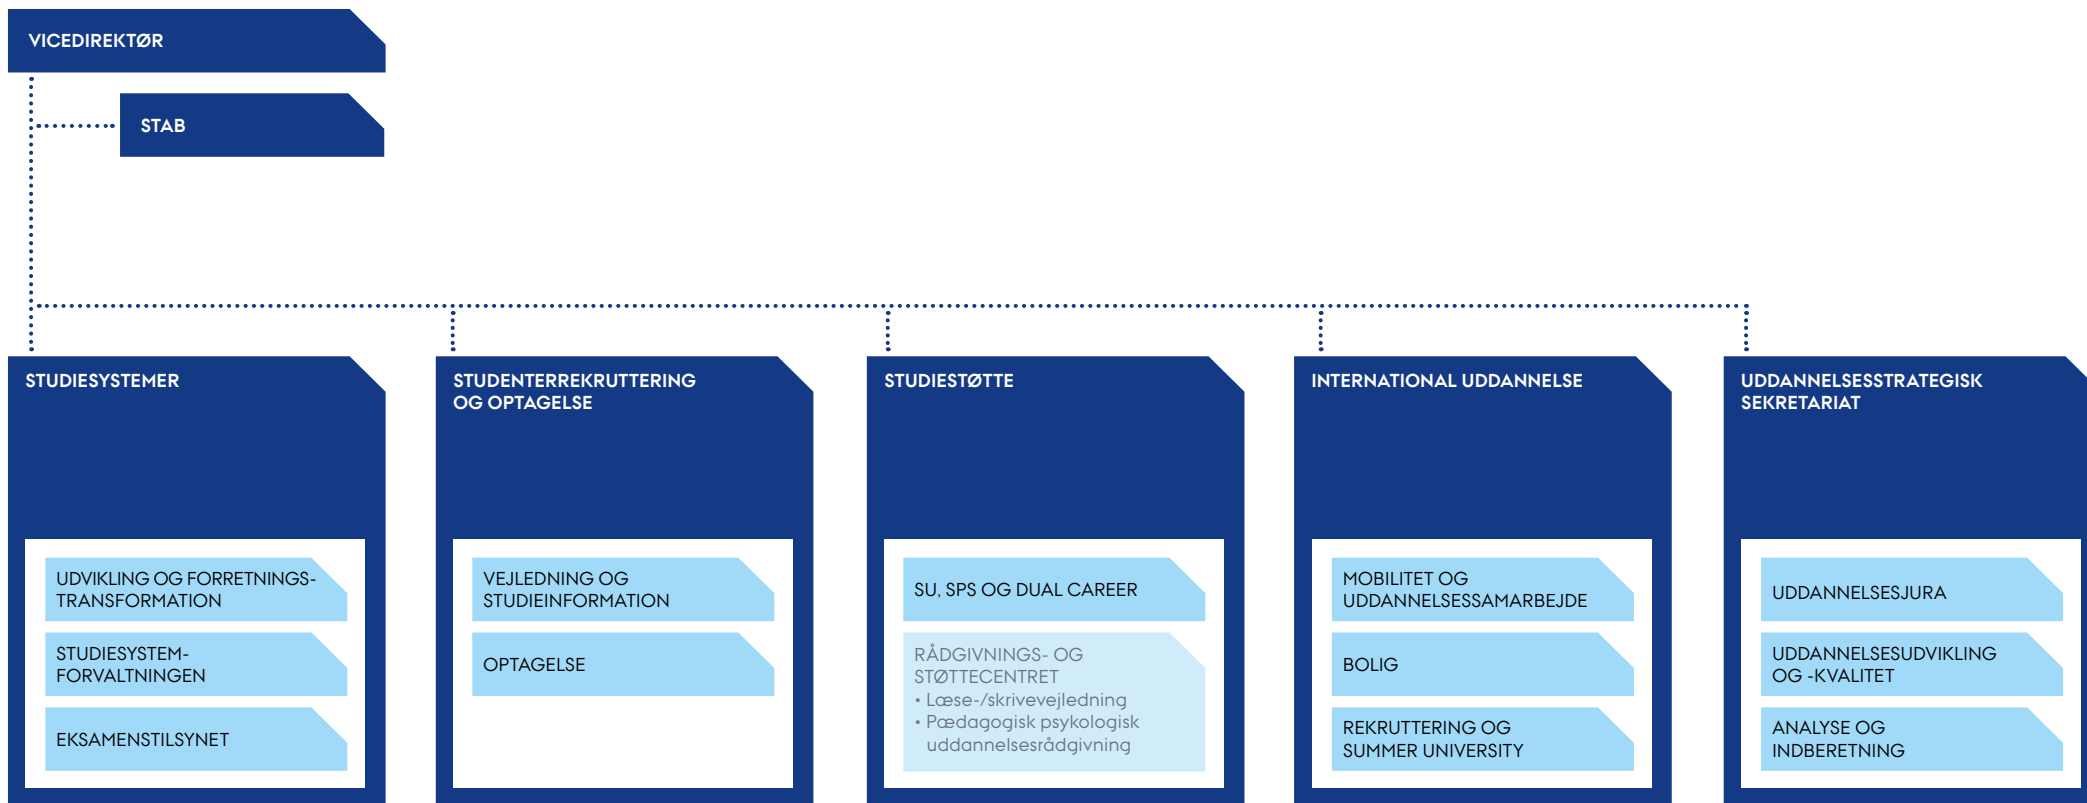 VICEDIREKTØR
STAB
STUDIESYSTEMER
UDVIKLING OG FORRETNINGS-
TRANSFORMATION
STUDIESYSTEM-
FORVALTNINGEN
EKSAMENSTILSYNET
STUDENTERREKRUTTERING
OG OPTAGELSE
VEJLEDNING OG
STUDIEINFORMATION
OPTAGELSE
STUDIESTØTTE
SU, SPS OG DUAL CAREER
RÅDGIVNINGS- OG
STØTTECENTRET
• Læse-/skrivevejledning
• Pædagogisk psykologisk
uddannelsesrådgivning
INTERNATIONAL UDDANNELSE
MOBILITET OG
UDDANNELSESSAMARBEJDE
BOLIG
REKRUTTERING OG
SUMMER UNIVERSITY
UDDANNELSESSTRATEGISK
SEKRETARIAT
UDDANNELSESJURA
UDDANNELSESUDVIKLING
OG -KVALITET
ANALYSE OG
INDBERETNING